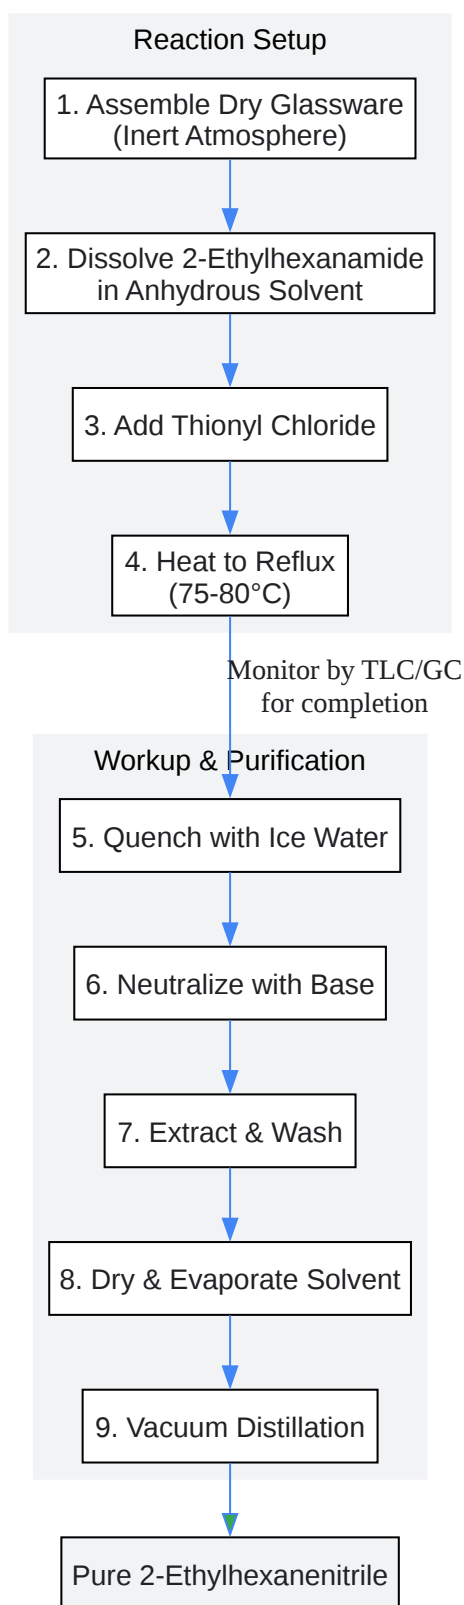 Reaction Setup
1. Assemble Dry Glassware
(Inert Atmosphere)
2. Dissolve 2-Ethylhexanamide
in Anhydrous Solvent
3. Add Thionyl Chloride
4. Heat to Reflux
(75-80°C)
Monitor by TLC/GC
for completion
Workup & Purification
5. Quench with Ice Water
6. Neutralize with Base
7. Extract & Wash
8. Dry & Evaporate Solvent
9. Vacuum Distillation
Pure 2-Ethylhexanenitrile